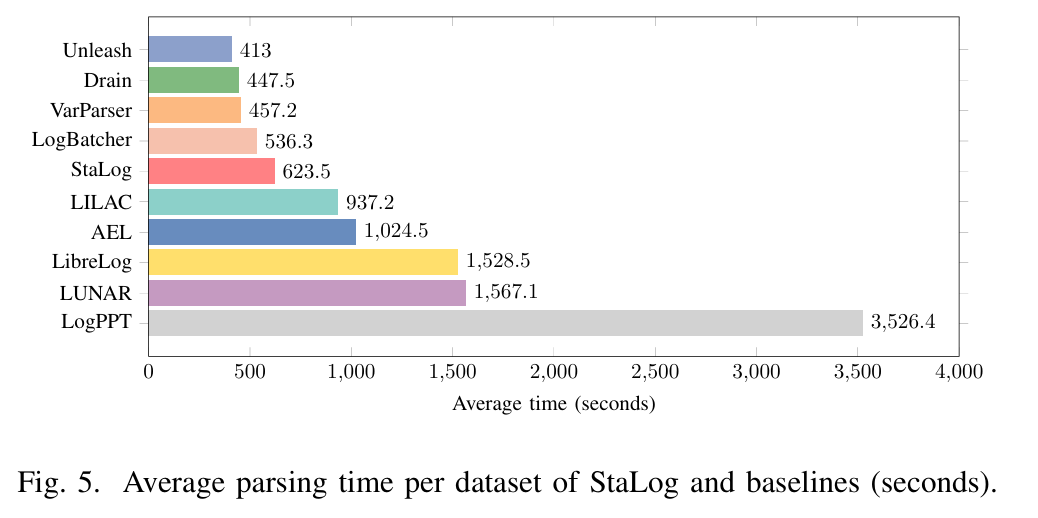 Unleash 413
Drain 447.5
VarParser 457.2
LogBatcher 536.3
StaLog 623.5
LILAC 937.2
AEL 1,024.5
LibreLog 1,528.5
LUNAR 1,567.1
LogPPT 3,526.4
0 500 1,000 1,500 2,000 2,500 3,000 3,500 4,000
Average time (seconds)
Fig. 5. Average parsing time per dataset of StaLog and baselines (seconds).